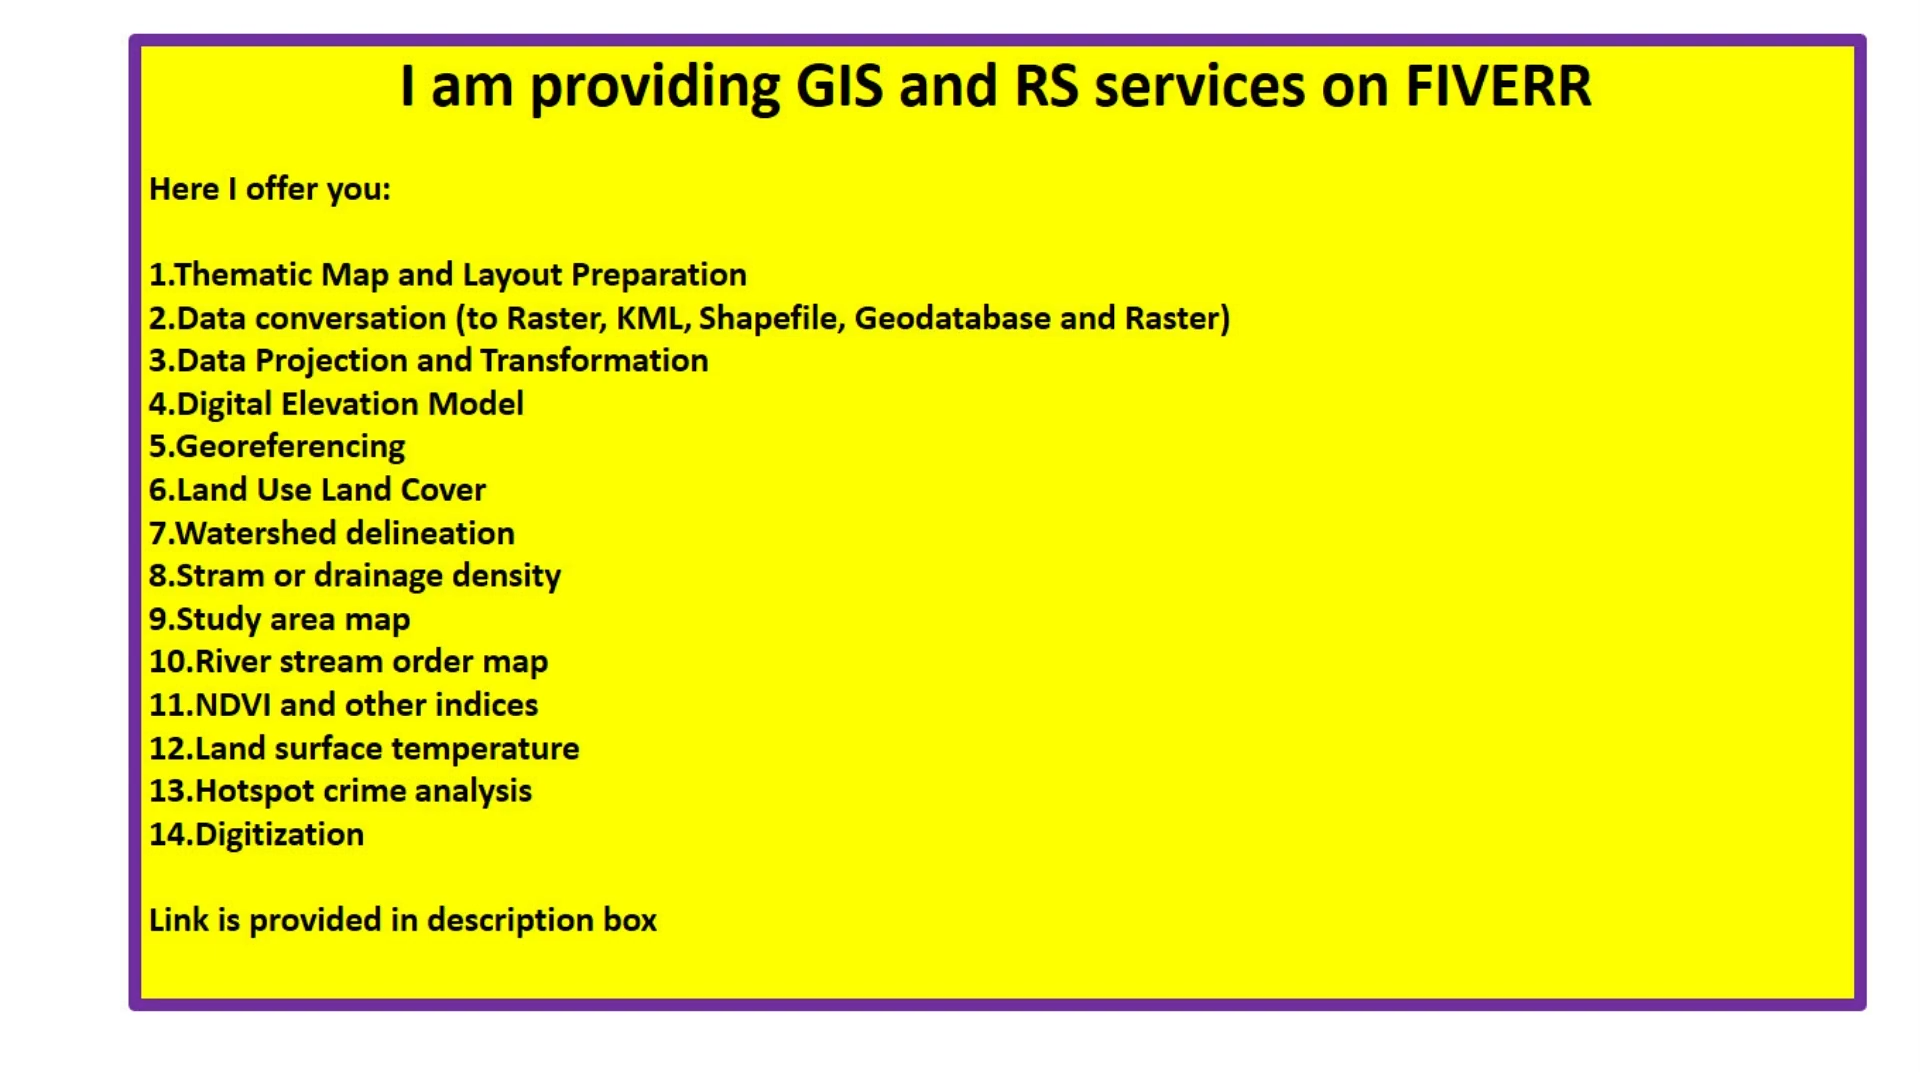 I am providing GIS and RS services on FIVERR
Here I offer you:
1.Thematic Map and Layout Preparation
2.Data conversation (to Raster, KML, Shapefile, Geodatabase and Raster)
3.Data Projection and Transformation
4.Digital Elevation Model
5.Georeferencing
6.Land Use Land Cover
7.Watershed delineation
8.Stram or drainage density
9.Study area map
10.River stream order map
11.NDVI and other indices
12.Land surface temperature
13.Hotspot crime analysis
14.Digitization
Link is provided in description box